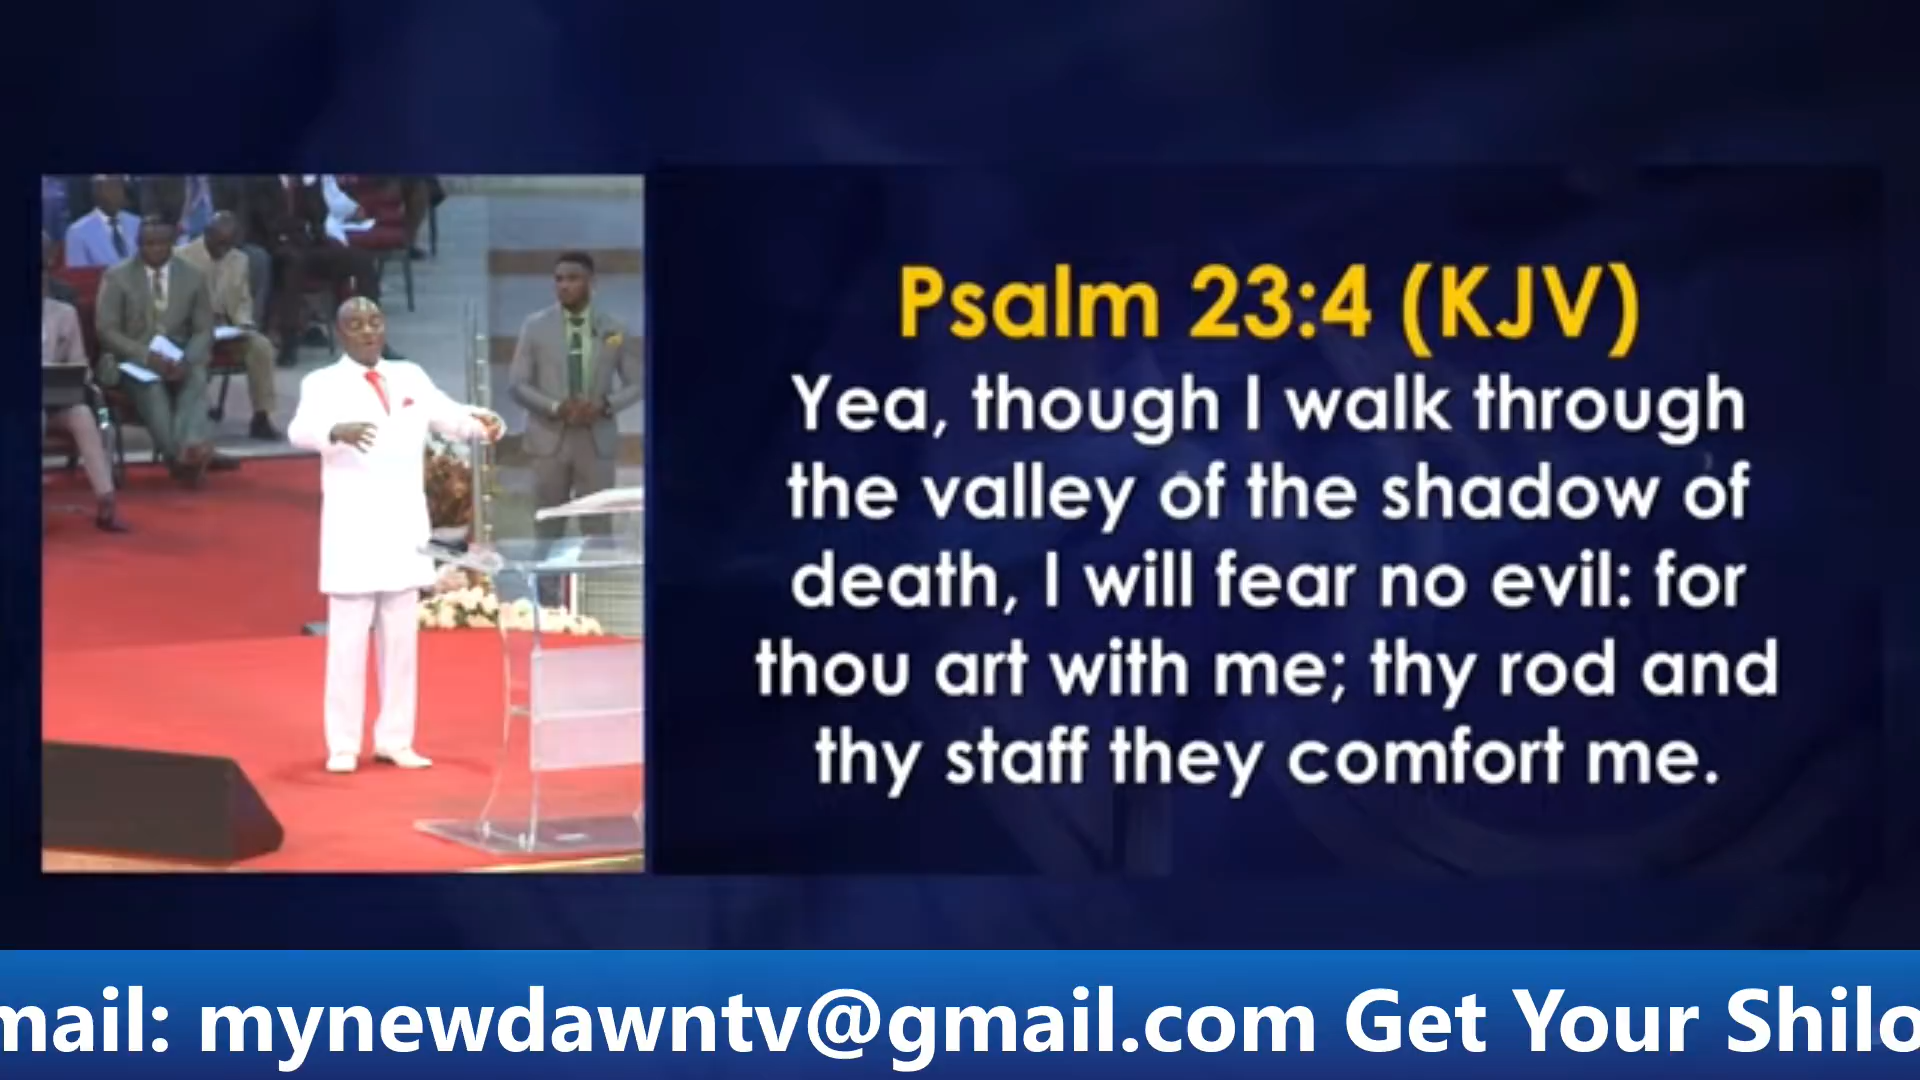 Psalm 23:4 (KJV)
Yea, though I walk through
the valley of the shadow of
death, I will fear no evil: for
thou art with me; thy rod and
thy staff they comfort me.
mail: mynewdawntv@gmail.com Get Your Shilo